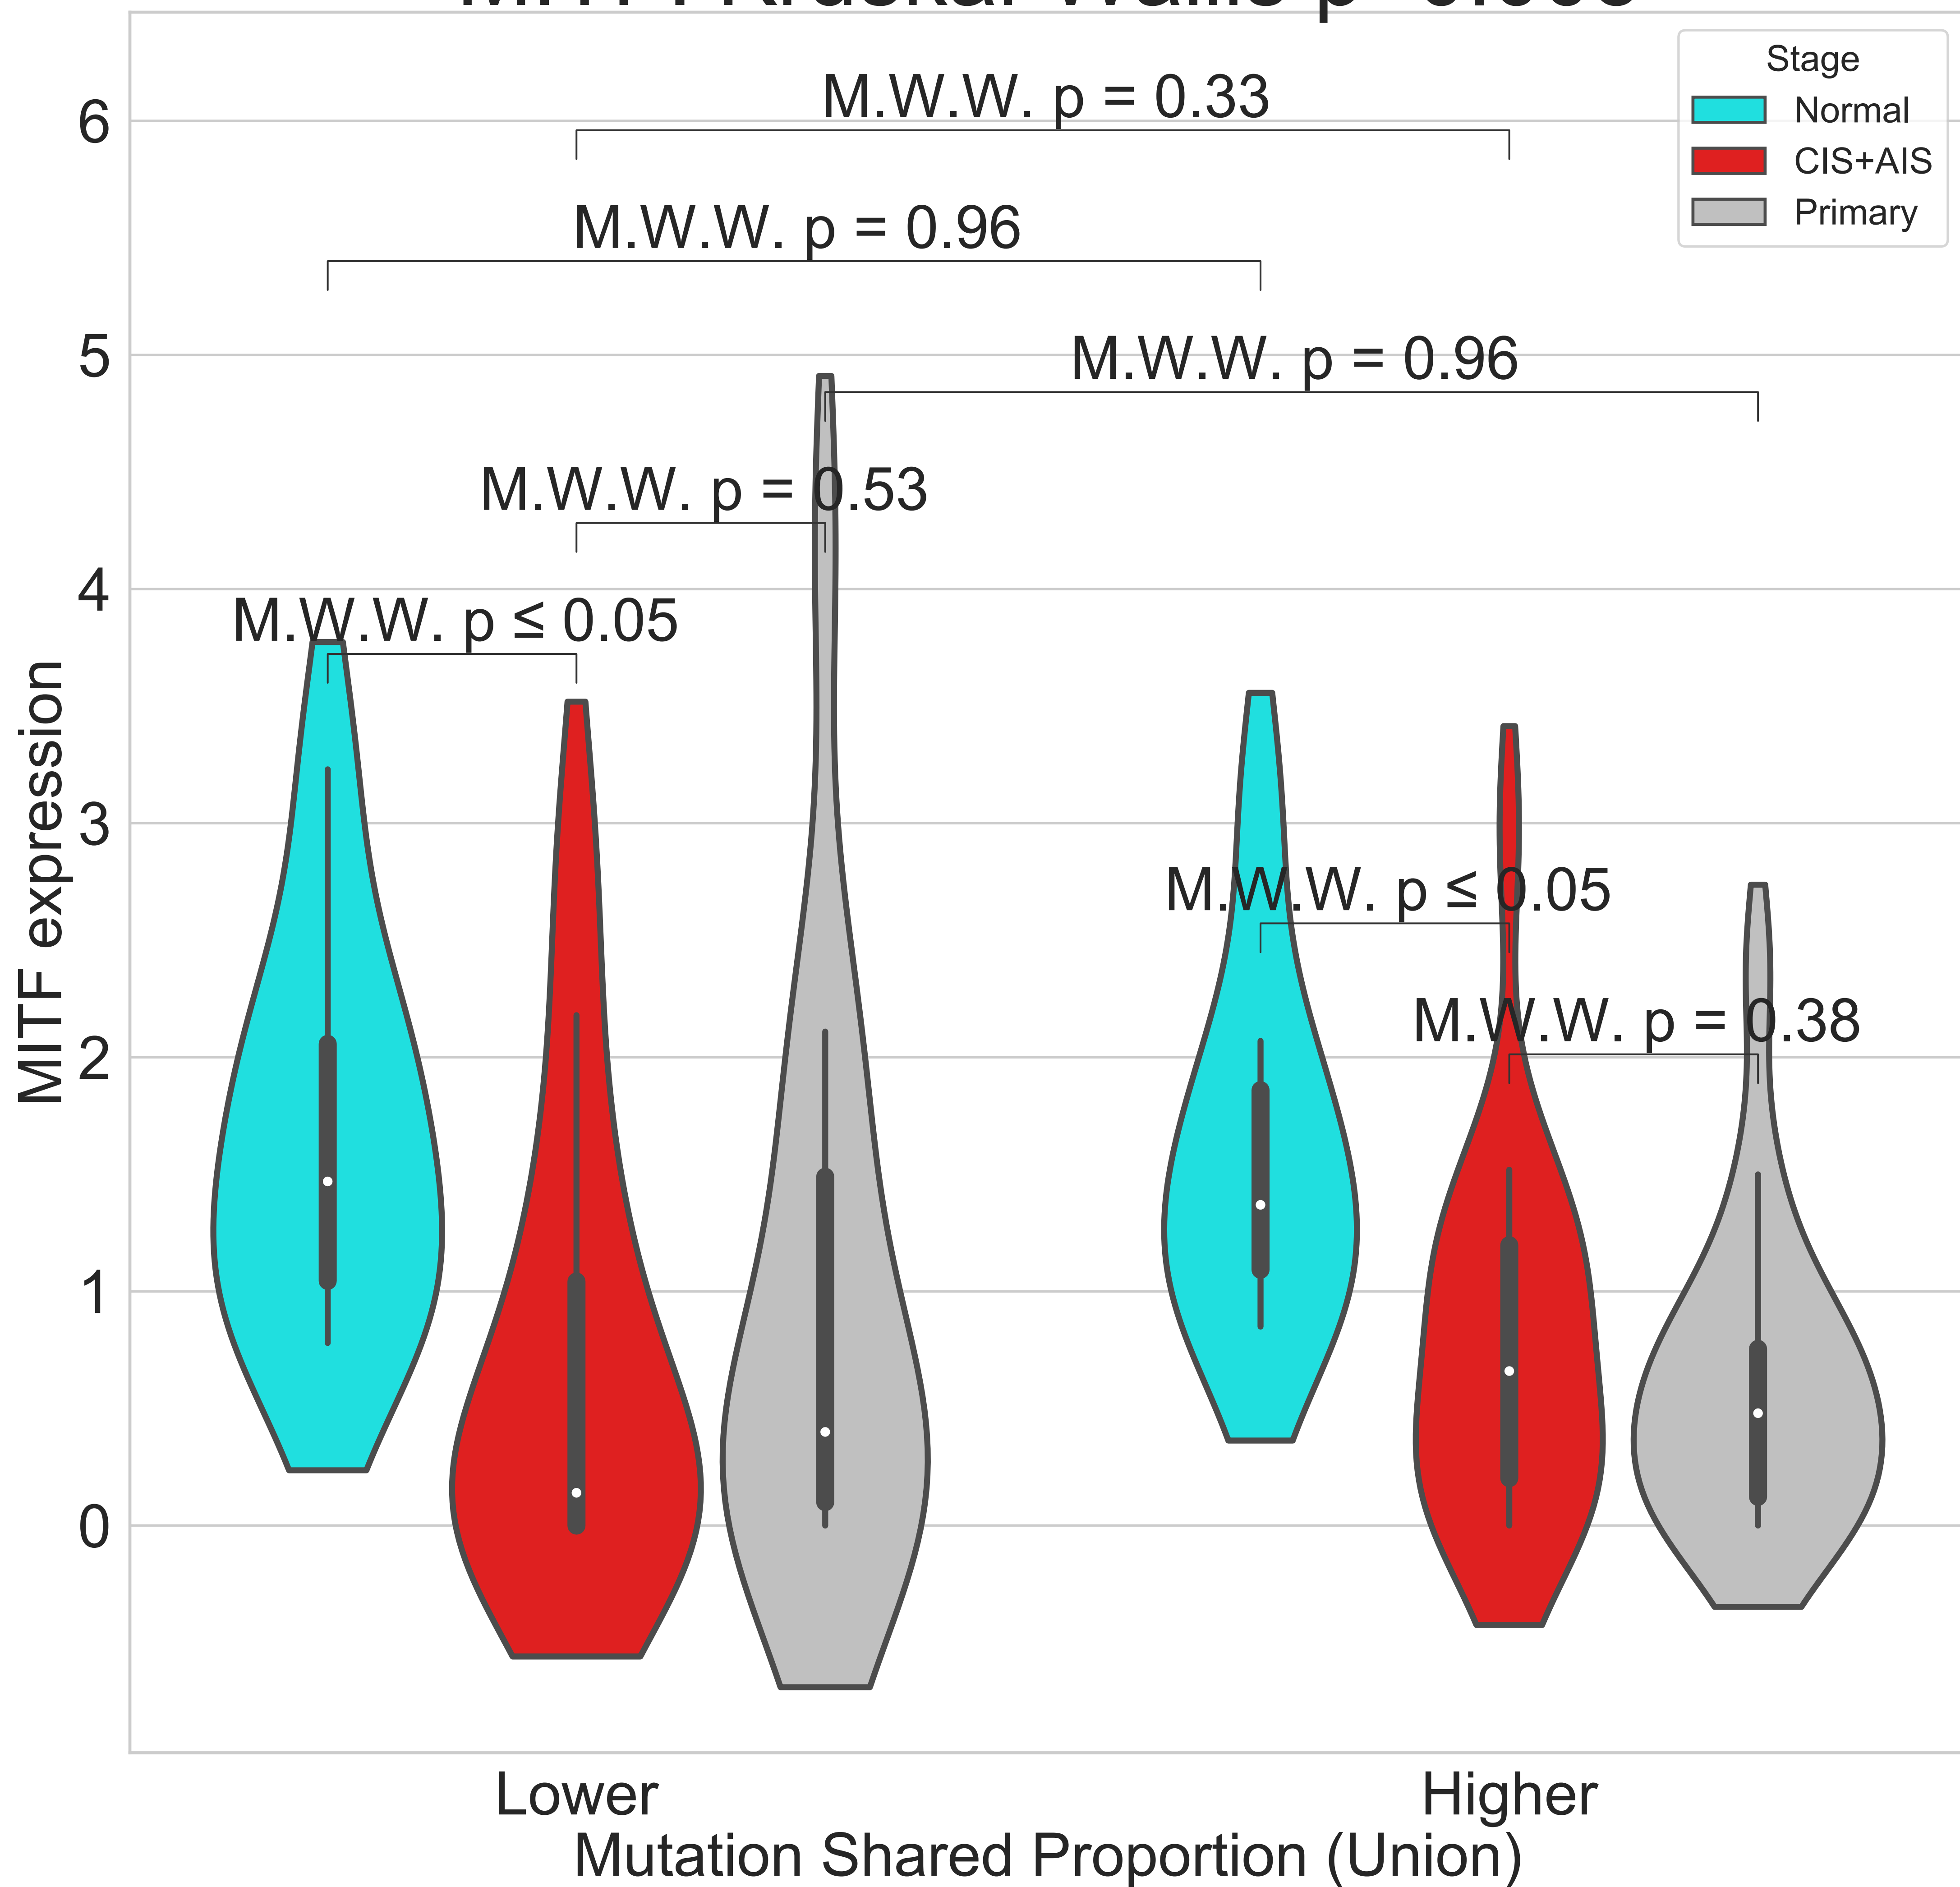 Stage
Normal
CIS+AIS
Primary
M.W.W. p = 0.33
M.W.W. p = 0.96
M.W.W. p = 0.96
M.W.W. p = 0.53
M.W.W. p ≤ 0.05
M.W.W. p ≤ 0.05
M.W.W. p = 0.38
6
5
4
3
2
1
0
MITF expression
Lower
Higher
Mutation Shared Proportion (Union)